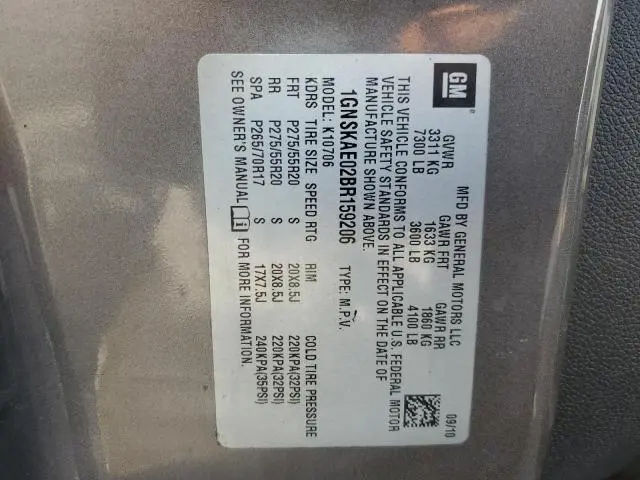 GM
MFD BY GENERAL MOTORS LLC
09/10
GVWR GAWR FRT GAWR RR
3311 KG 1633 KG 1860 KG
7300 LB 3600 LB 4100 LB
THIS VEHICLE CONFORMS TO ALL APPLICABLE U.S. FEDERAL MOTOR
VEHICLE SAFETY STANDARDS IN EFFECT ON THE DATE OF
MANUFACTURE SHOWN ABOVE.
1GNSKAE02BR159206 TYPE: M.P.V.
MODEL: K10706
KDRS TIRE SIZE SPEED RTG RIM COLD TIRE PRESSURE
FRT P275/55R20 S 20X8.5J 220KPA(32PSI)
RR P275/55R20 S 20X8.5J 220KPA(32PSI)
SPA P265/70R17 S 17X7.5J 240KPA(35PSI)
SEE OWNER'S MANUAL i FOR MORE INFORMATION.